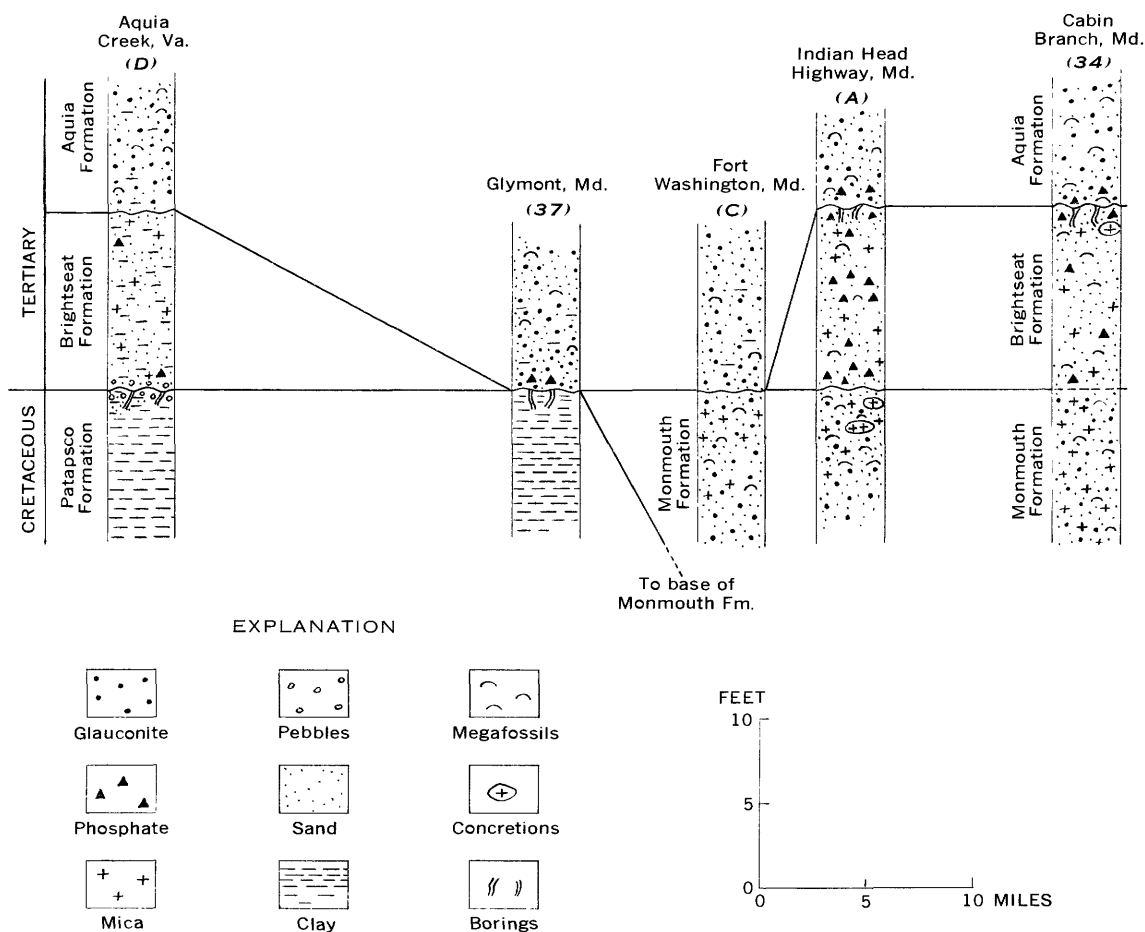 Aquia
Creek, Va.
(D)
Glymont, Md.
(37)
Fort
Washington, Md.
(C)
Indian Head
Highway, Md.
(A)
Cabin
Branch, Md.
(34)
TERTIARY
CRETACEOUS
Aquia
Formation
Brightseat
Formation
Patapsco
Formation
Monmouth
Formation
Aquia
Formation
Brightseat
Formation
Monmouth
Formation
To base of
Monmouth Fm.
EXPLANATION
Glauconite
Pebbles
Megafossils
Phosphate
Sand
Concretions
Mica
Clay
Borings
FEET
10
5
0
0 5 10 MILES